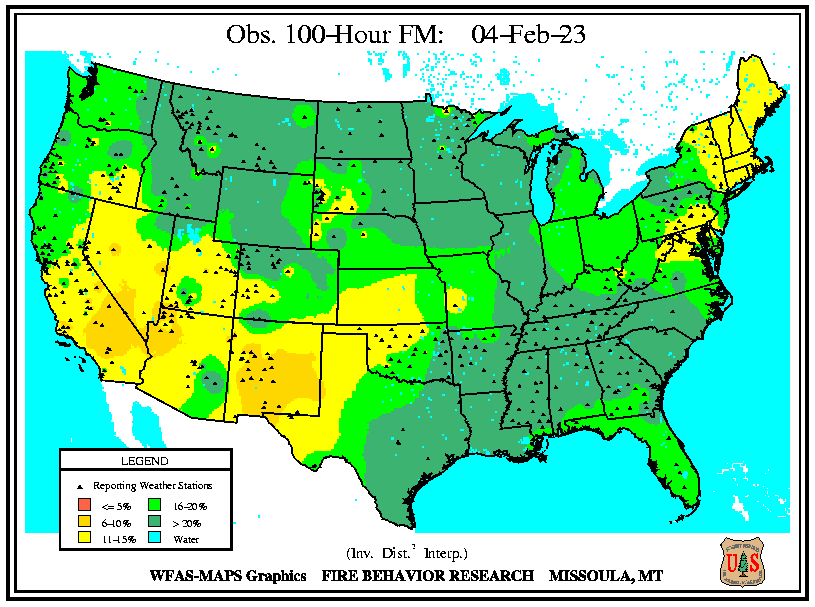 Obs. 100-Hour FM: 04-Feb-23
LEGEND
Reporting Weather Stations
<= 5% 16-20%
6-10% > 20%
11-15% Water
(Inv. Dist.² Interp.)
WFAS-MAPS Graphics FIRE BEHAVIOR RESEARCH MISSOULA, MT
U S